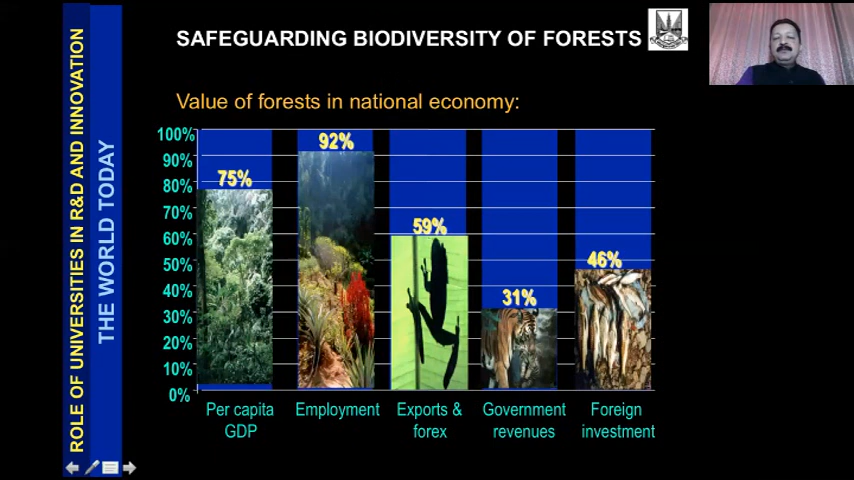 SAFEGUARDING BIODIVERSITY OF FORESTS
Value of forests in national economy:
ROLE OF UNIVERSITIES IN R&D AND INNOVATION
THE WORLD TODAY
100%
90%
80%
70%
60%
50%
40%
30%
20%
10%
0%
75%
92%
59%
31%
46%
Per capita
GDP
Employment
Exports &
forex
Government
revenues
Foreign
investment